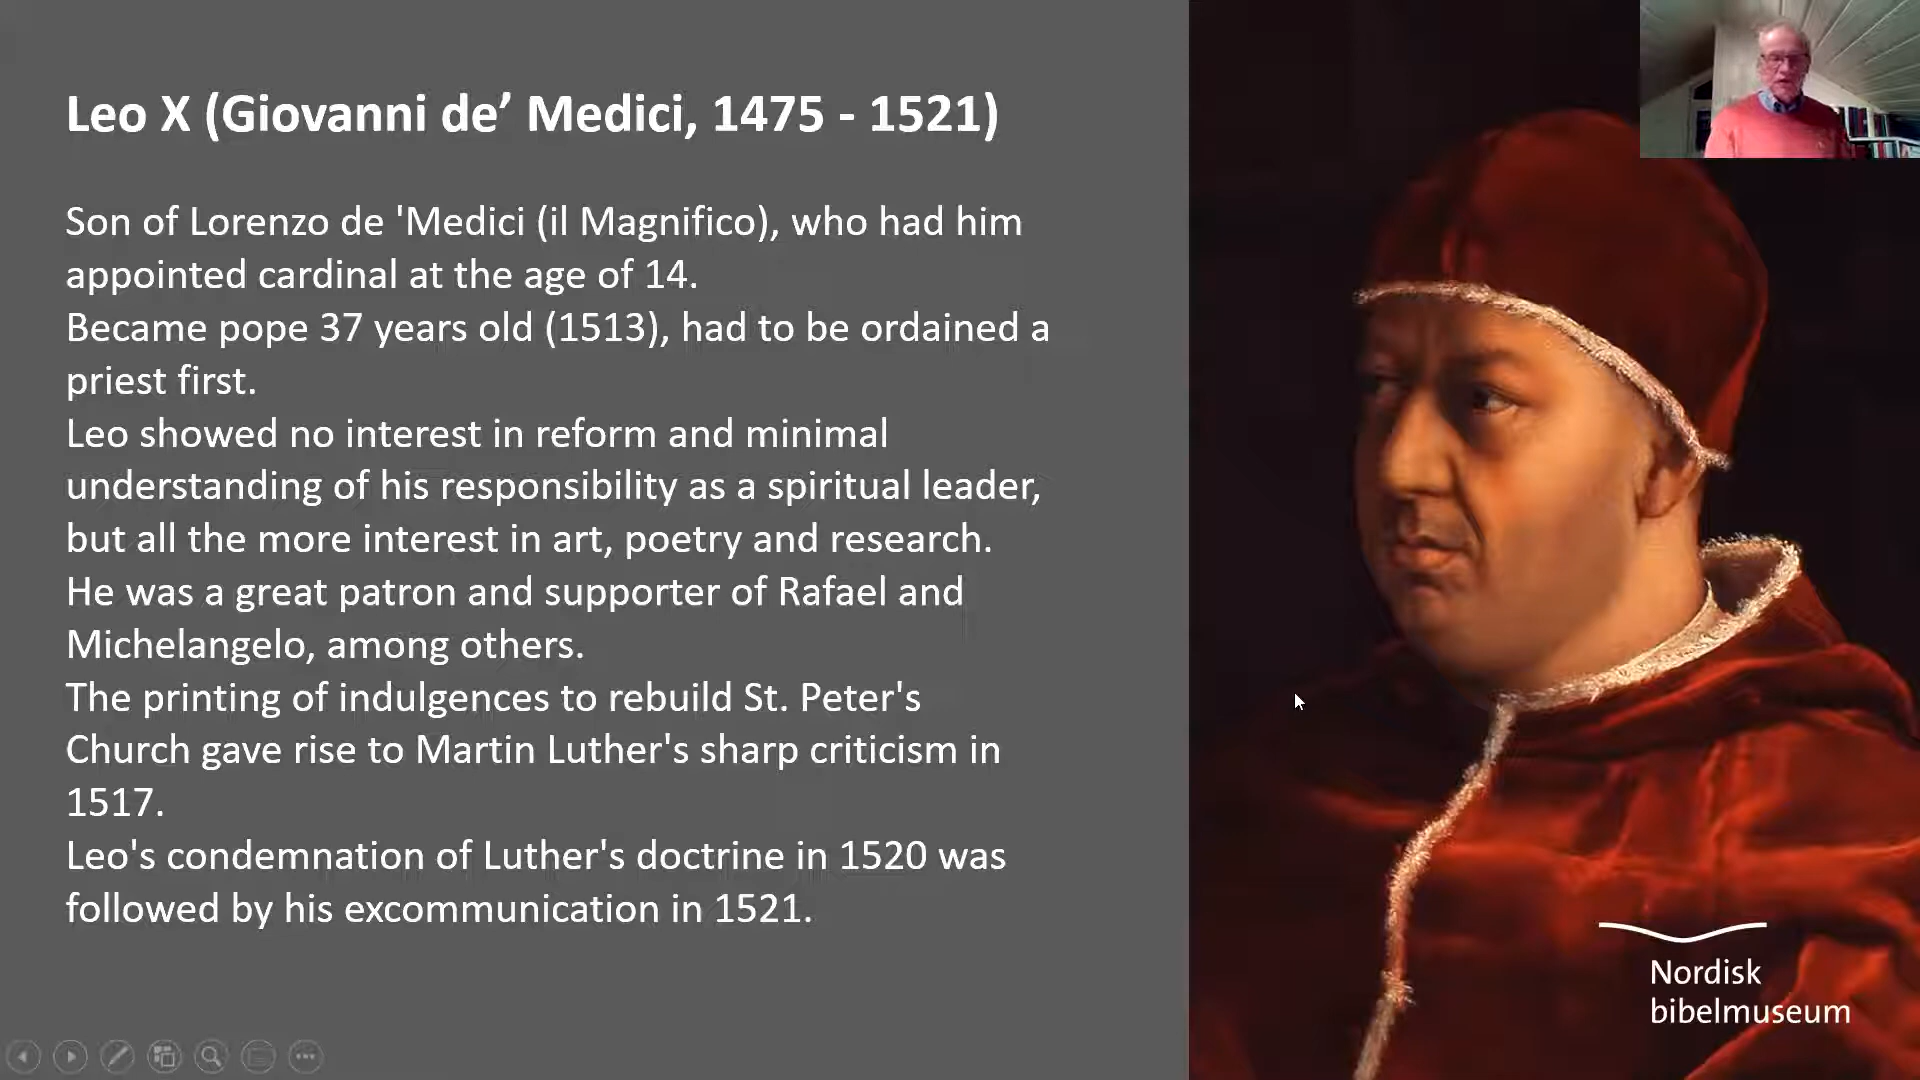 Leo X (Giovanni de’ Medici, 1475 - 1521)
Son of Lorenzo de 'Medici (il Magnifico), who had him
appointed cardinal at the age of 14.
Became pope 37 years old (1513), had to be ordained a
priest first.
Leo showed no interest in reform and minimal
understanding of his responsibility as a spiritual leader,
but all the more interest in art, poetry and research.
He was a great patron and supporter of Rafael and
Michelangelo, among others.
The printing of indulgences to rebuild St. Peter's
Church gave rise to Martin Luther's sharp criticism in
1517.
Leo's condemnation of Luther's doctrine in 1520 was
followed by his excommunication in 1521.
Nordisk
bibelmuseum